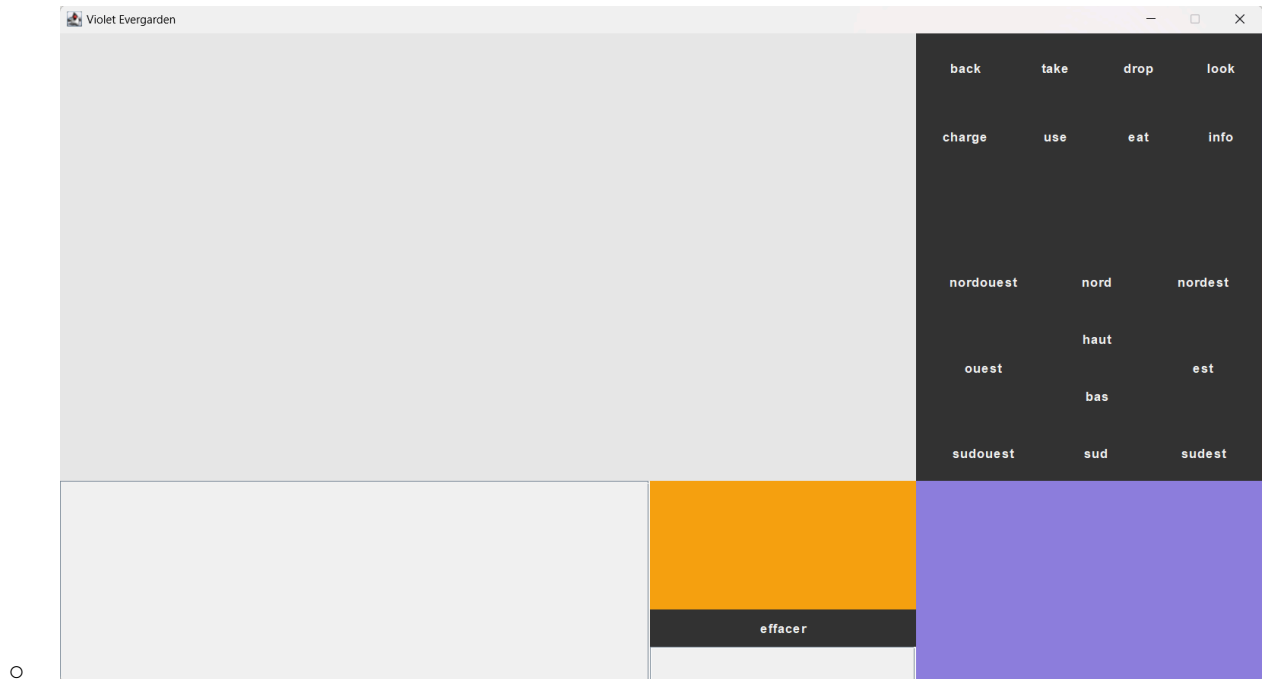 Violet Evergarden
back take drop look
charge use eat info
nordouest nord nordest
haut
ouest est
bas
sudouest sud sudest
effacer